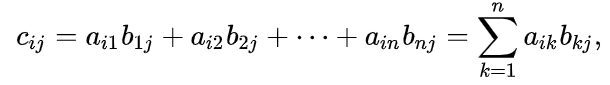 $c_{ij} = a_{i1}b_{1j} + a_{i2}b_{2j} + \cdots + a_{in}b_{nj} = \sum_{k=1}^{n} a_{ik}b_{kj},$